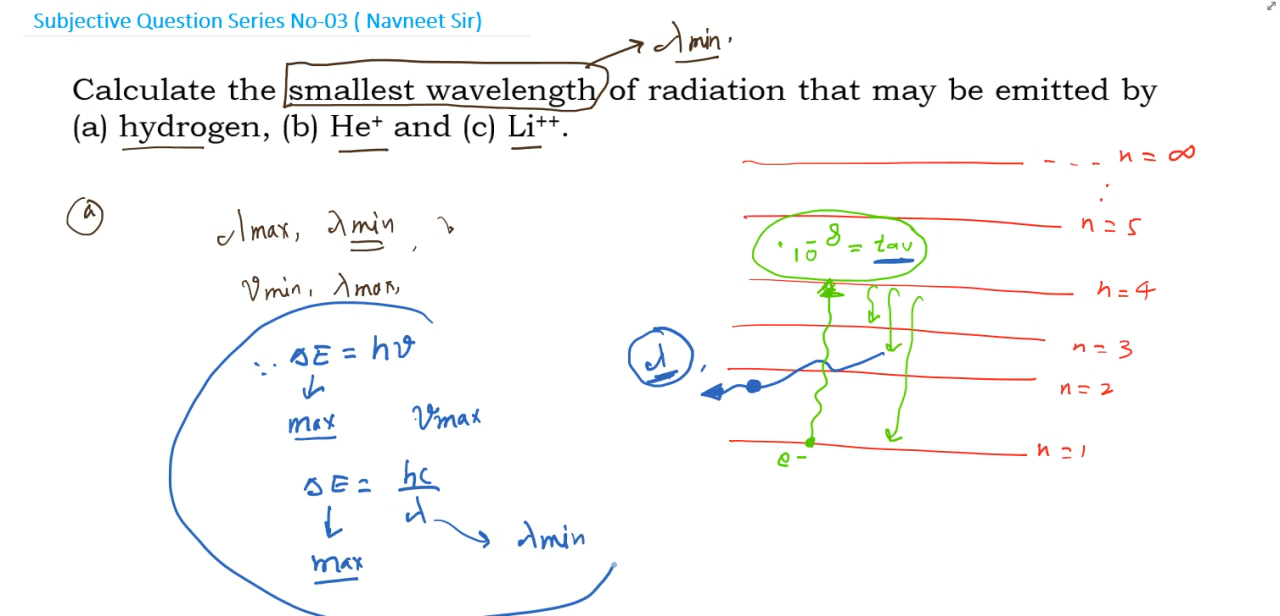 Subjective Question Series No-03 ( Navneet Sir)
λmin.
Calculate the smallest wavelength of radiation that may be emitted by
(a) hydrogen, (b) He⁺ and (c) Li⁺⁺.
--- n = ∞
n = 5
a
λmax, λmin,
10⁻⁸ = tav
νmin, λmax,
n = 4
∵ ΔE = hν
λ,
n = 3
n = 2
max νmax
n = 1
e-
ΔE = hc/λ
λmin
max